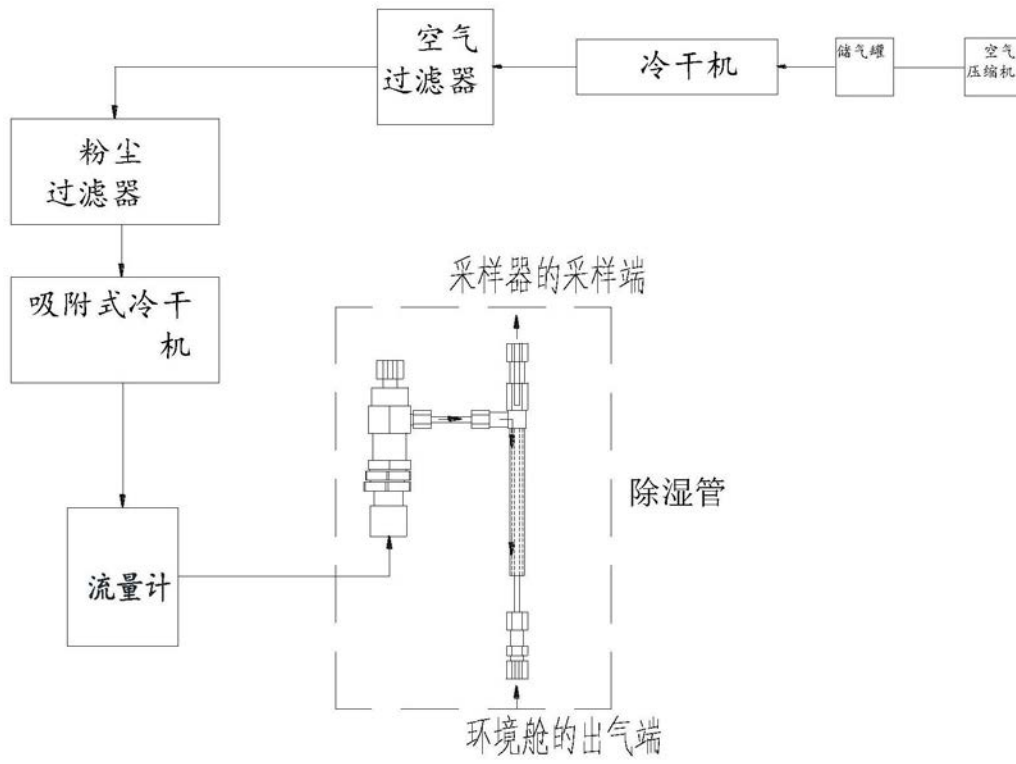 空气
过滤器
冷干机
储气罐
空气
压缩机
粉尘
过滤器
吸附式冷干
机
采样器的采样端
除湿管
流量计
环境舱的出气端